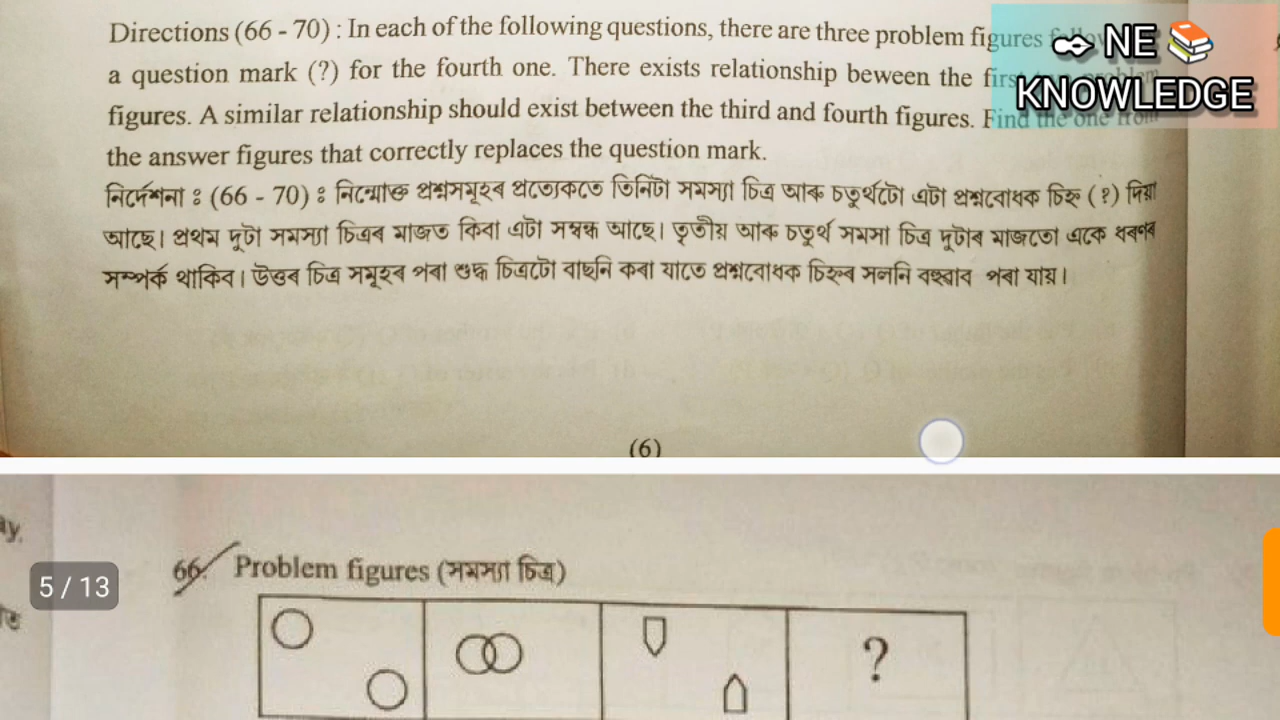 Directions (66 - 70) : In each of the following questions, there are three problem figures
a question mark (?) for the fourth one. There exists relationship beween the
figures. A similar relationship should exist between the third and fourth figures. Find the one from
the answer figures that correctly replaces the question mark.
নিৰ্দেশনা ঃ (66 - 70) ঃ নিম্মোক্ত প্ৰশ্নসমূহৰ প্ৰত্যেকতে তিনিটা সমস্যা চিত্ৰ আৰু চতুৰ্থটো এটা প্ৰশ্নবোধক চিহ্ন (?) দিয়া
আছে। প্ৰথম দুটা সমস্যা চিত্ৰৰ মাজত কিবা এটা সম্বন্ধ আছে। তৃতীয় আৰু চতুৰ্থ সমসা চিত্ৰ দুটাৰ মাজতো একে ধৰণৰ
সম্পৰ্ক থাকিব। উত্তৰ চিত্ৰ সমূহৰ পৰা শুদ্ধ চিত্ৰটো বাছনি কৰা যাতে প্ৰশ্নবোধক চিহ্নৰ সলনি বহুৱাব পৰা যায়।
NE
KNOWLEDGE
(6)
ay,
5 / 13
66. Problem figures (সমস্যা চিত্ৰ)
?